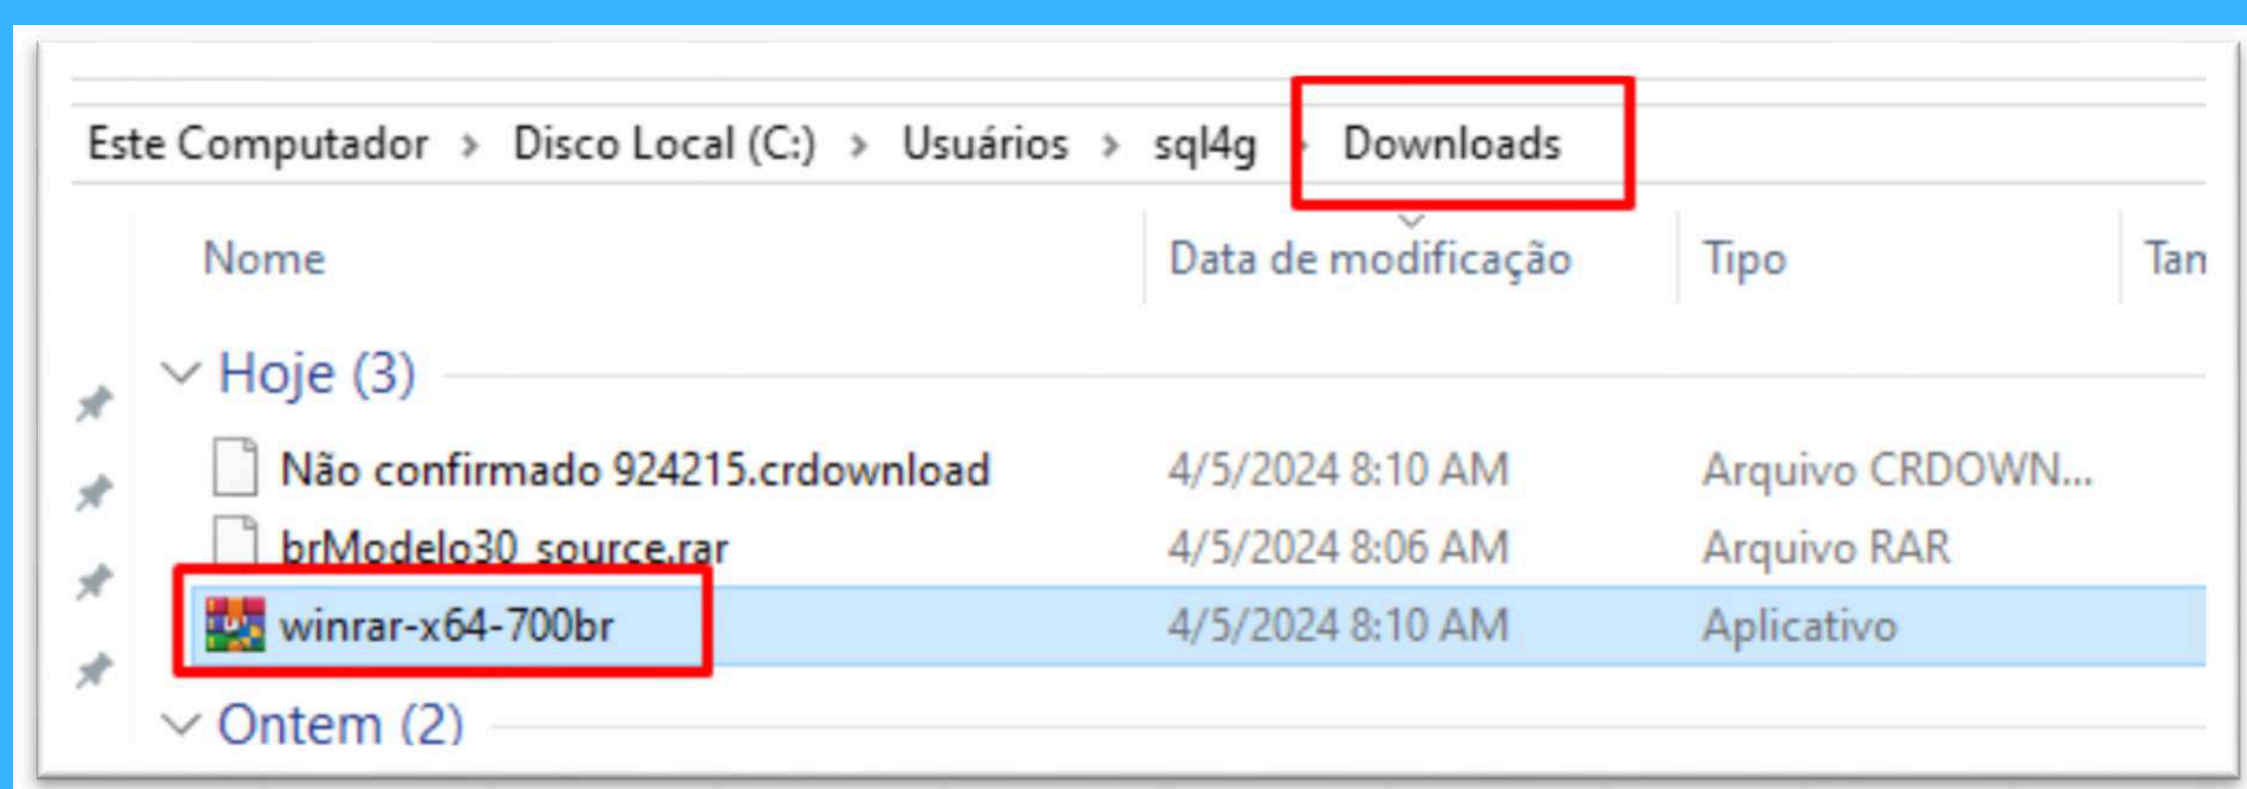 Este Computador > Disco Local (C:) > Usuários > sql4g > Downloads
Nome Data de modificação Tipo Tan
Hoje (3)
Não confirmado 924215.crdownload 4/5/2024 8:10 AM Arquivo CRDOWN...
brModelo30_source.rar 4/5/2024 8:06 AM Arquivo RAR
winrar-x64-700br 4/5/2024 8:10 AM Aplicativo
Ontem (2)